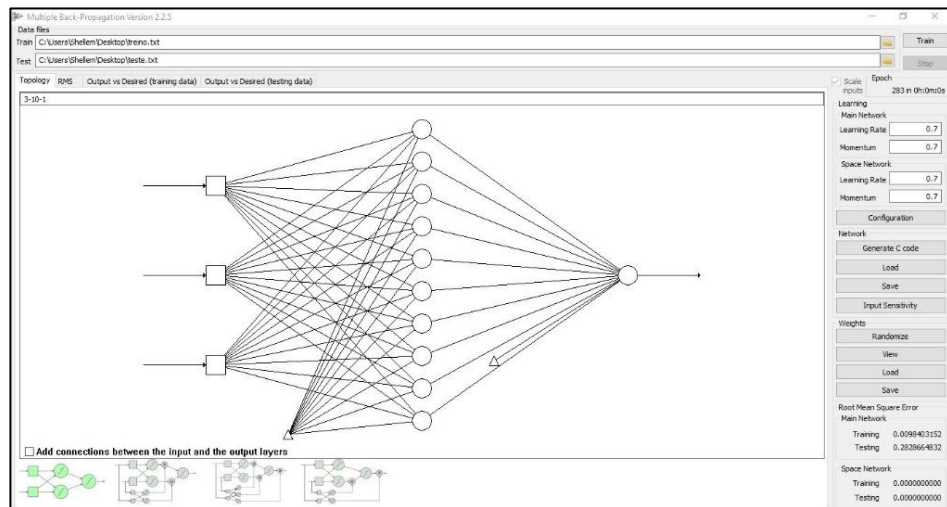 Multiple Back-Propagation Version 2.2.5
Data files
Train C:\Users\Shellem\Desktop\treino.txt
Train
Test C:\Users\Shellem\Desktop\teste.txt
Stop
Topology RMS Output vs Desired (training data) Output vs Desired (testing data)
Scale inputs
Epoch
283 in 0h:0m:0s
3-10-1
Learning
Main Network
Learning Rate 0.7
Momentum 0.7
Space Network
Learning Rate 0.7
Momentum 0.7
Configuration
Network
Generate C code
Load
Save
Input Sensitivity
Weights
Randomize
View
Load
Save
Root Mean Square Error
Main Network
Training 0.0098403152
Testing 0.2828664832
Space Network
Training 0.0000000000
Testing 0.0000000000
Add connections between the input and the output layers